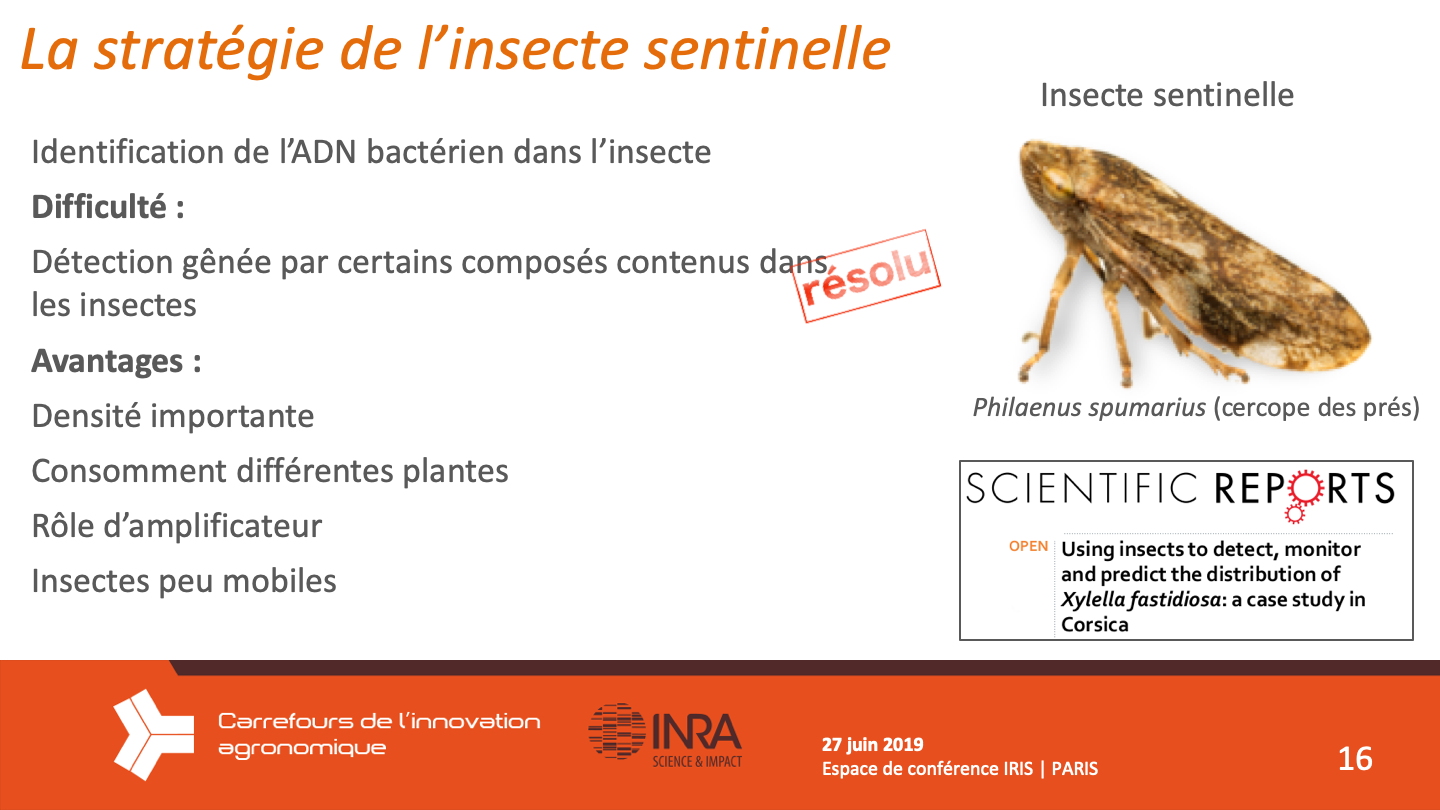 La stratégie de l’insecte sentinelle
Insecte sentinelle
Identification de l’ADN bactérien dans l’insecte
Difficulté :
Détection gênée par certains composés contenus dans
les insectes
résolu
Avantages :
Densité importante
Consomment différentes plantes
Rôle d’amplificateur
Insectes peu mobiles
Philaenus spumarius (cercope des prés)
SCIENTIFIC REPORTS
OPEN
Using insects to detect, monitor
and predict the distribution of
Xylella fastidiosa: a case study in
Corsica
Carrefours de l’innovation
agronomique
INRA
SCIENCE & IMPACT
27 juin 2019
Espace de conférence IRIS | PARIS
16